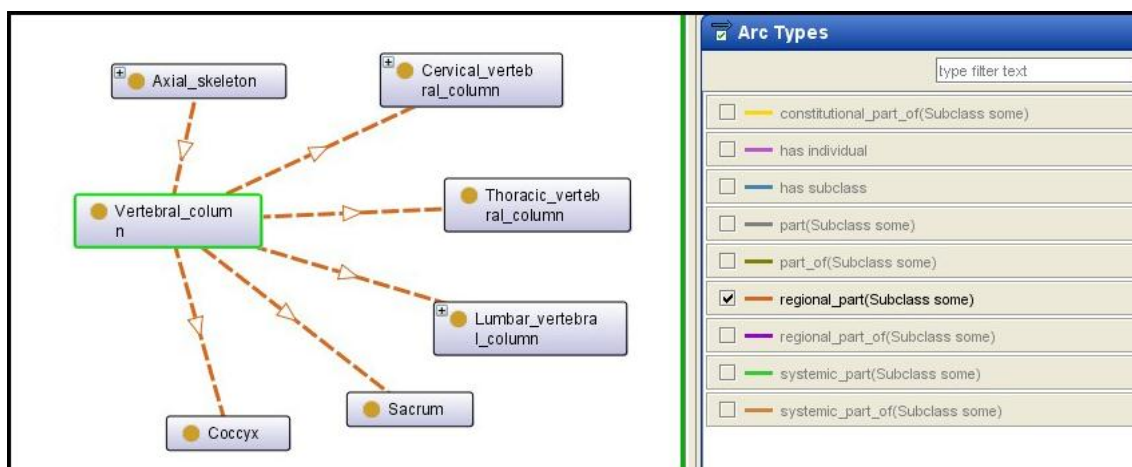 Axial_skeleton
Cervical_verteb
ral_column
Thoracic_verteb
ral_column
Vertebral_colum
n
Lumbar_vertebra
l_column
Sacrum
Coccyx
Arc Types
type filter text
constitutional_part_of(Subclass some)
has individual
has subclass
part(Subclass some)
part_of(Subclass some)
regional_part(Subclass some)
regional_part_of(Subclass some)
systemic_part(Subclass some)
systemic_part_of(Subclass some)